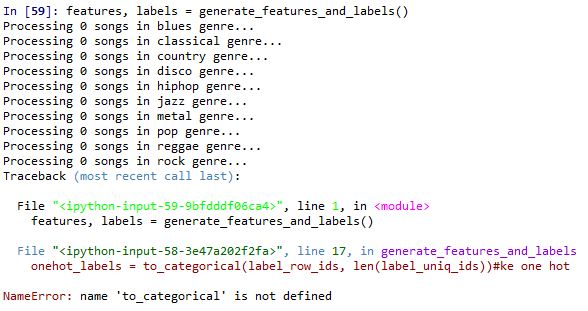 In [59]: features, labels = generate_features_and_labels()
Processing 0 songs in blues genre...
Processing 0 songs in classical genre...
Processing 0 songs in country genre...
Processing 0 songs in disco genre...
Processing 0 songs in hiphop genre...
Processing 0 songs in jazz genre...
Processing 0 songs in metal genre...
Processing 0 songs in pop genre...
Processing 0 songs in reggae genre...
Processing 0 songs in rock genre...
Traceback (most recent call last):
File "<ipython-input-59-9bfdddf06ca4>", line 1, in <module>
features, labels = generate_features_and_labels()
File "<ipython-input-58-3e47a202f2fa>", line 17, in generate_features_and_labels
onehot_labels = to_categorical(label_row_ids, len(label_uniq_ids))#ke one hot
NameError: name 'to_categorical' is not defined